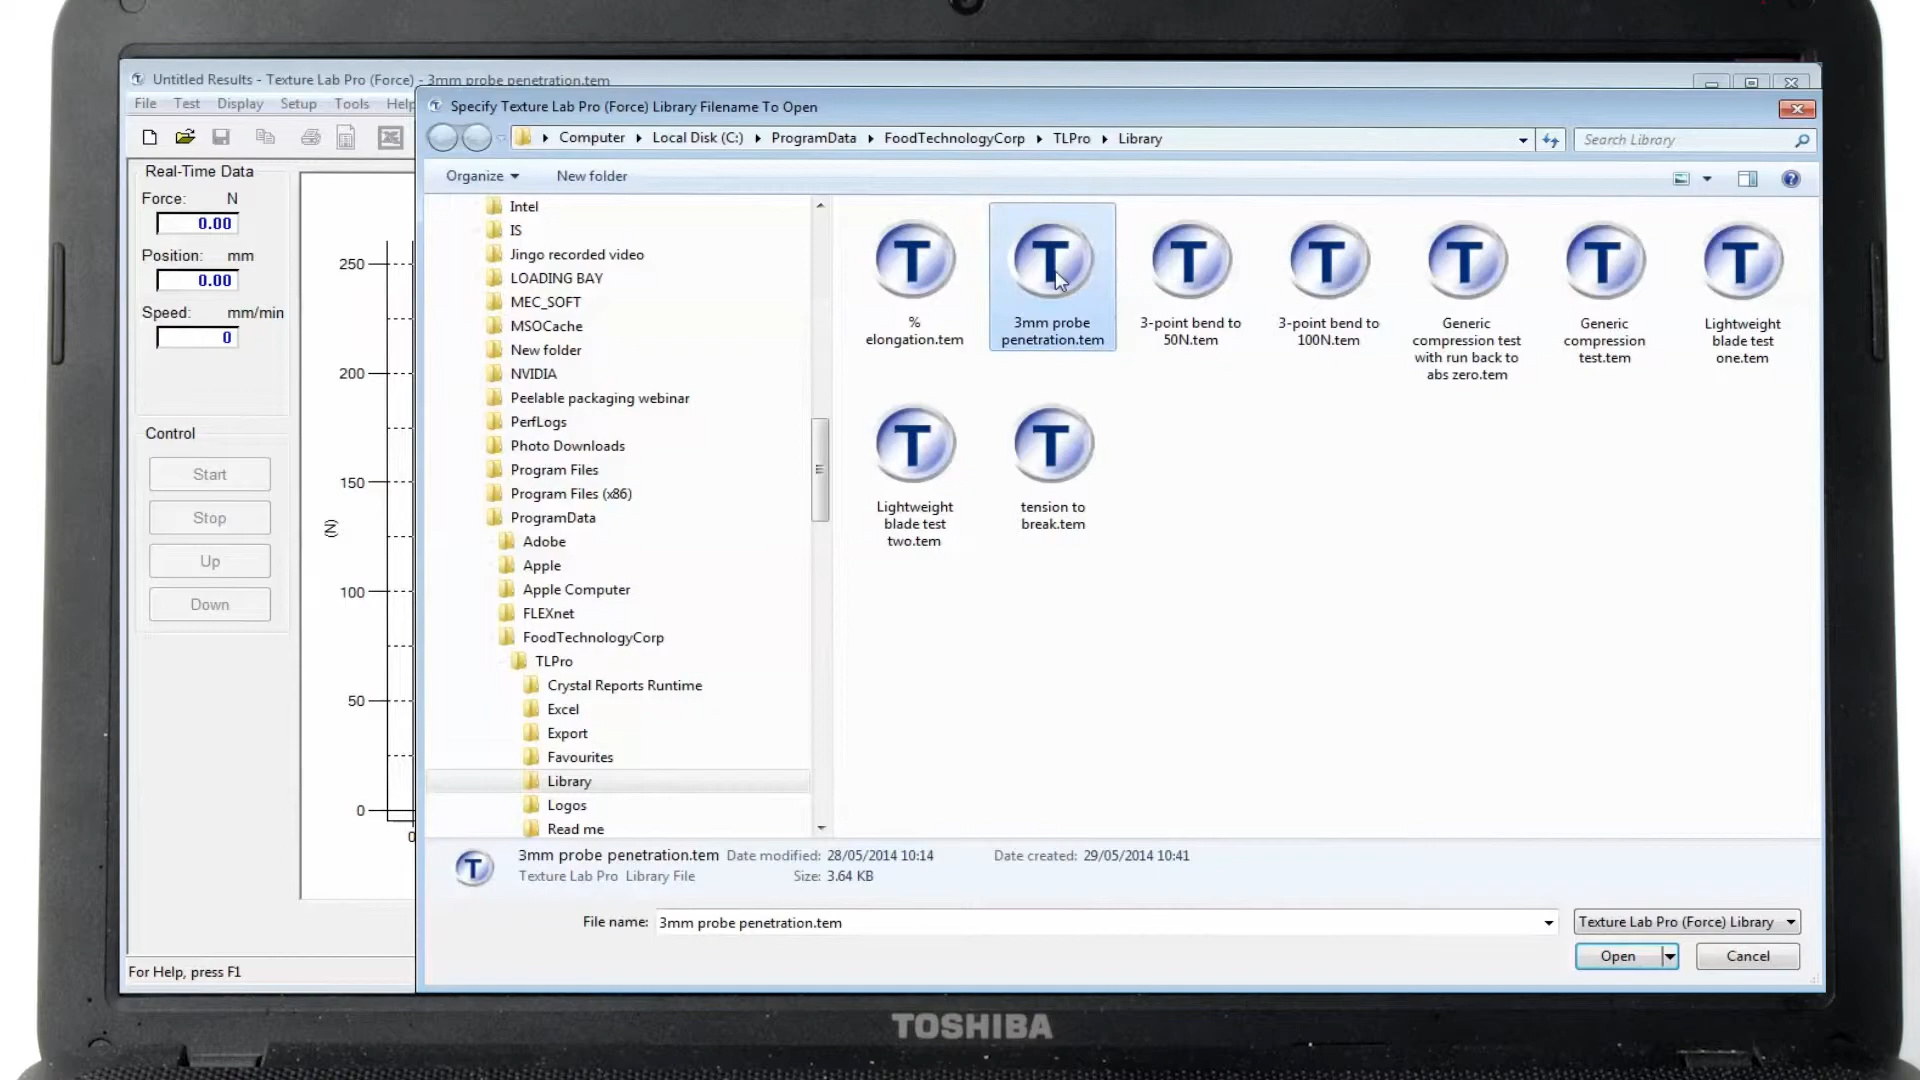 Untitled Results - Texture Lab Pro (Force) - 3mm probe penetration.tem
File Test Display Setup Tools Help
Specify Texture Lab Pro (Force) Library Filename To Open
Computer Local Disk (C:) ProgramData FoodTechnologyCorp TLPro Library
Search Library
Organize New folder
Real-Time Data
Force: N
0.00
Position: mm
0.00
Speed: mm/min
0
Control
Start
Stop
Up
Down
250
200
150
(N)
100
50
0
0
For Help, press F1
Intel
IS
Jingo recorded video
LOADING BAY
MEC_SOFT
MSOCache
New folder
NVIDIA
Peelable packaging webinar
PerfLogs
Photo Downloads
Program Files
Program Files (x86)
ProgramData
Adobe
Apple
Apple Computer
FLEXnet
FoodTechnologyCorp
TLPro
Crystal Reports Runtime
Excel
Export
Favourites
Library
Logos
Read me
T
%
elongation.tem
T
3mm probe
penetration.tem
T
3-point bend to
50N.tem
T
3-point bend to
100N.tem
T
Generic
compression test
with run back to
abs zero.tem
T
Generic
compression
test.tem
T
Lightweight
blade test
one.tem
T
Lightweight
blade test
two.tem
T
tension to
break.tem
T
3mm probe penetration.tem Date modified: 28/05/2014 10:14 Date created: 29/05/2014 10:41
Texture Lab Pro Library File Size: 3.64 KB
File name: 3mm probe penetration.tem
Texture Lab Pro (Force) Library
Open Cancel
TOSHIBA